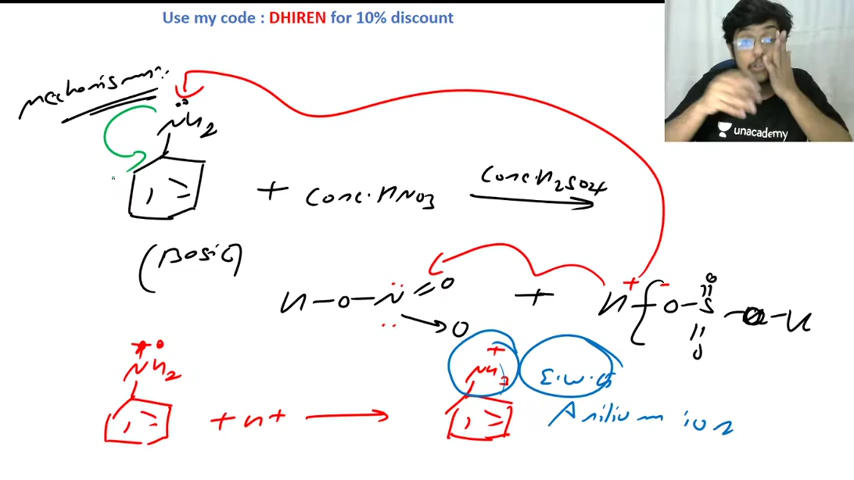 Use my code : DHIREN for 10% discount
mechanism:
NH2
+ conc. HNO3
conc. H2SO4
(Basic)
H-O-N=O
O
+ H+ -O-S-O-H
O
O
NH2
+ H+
NH3
+
E.W.G
Anilium ion
unacademy